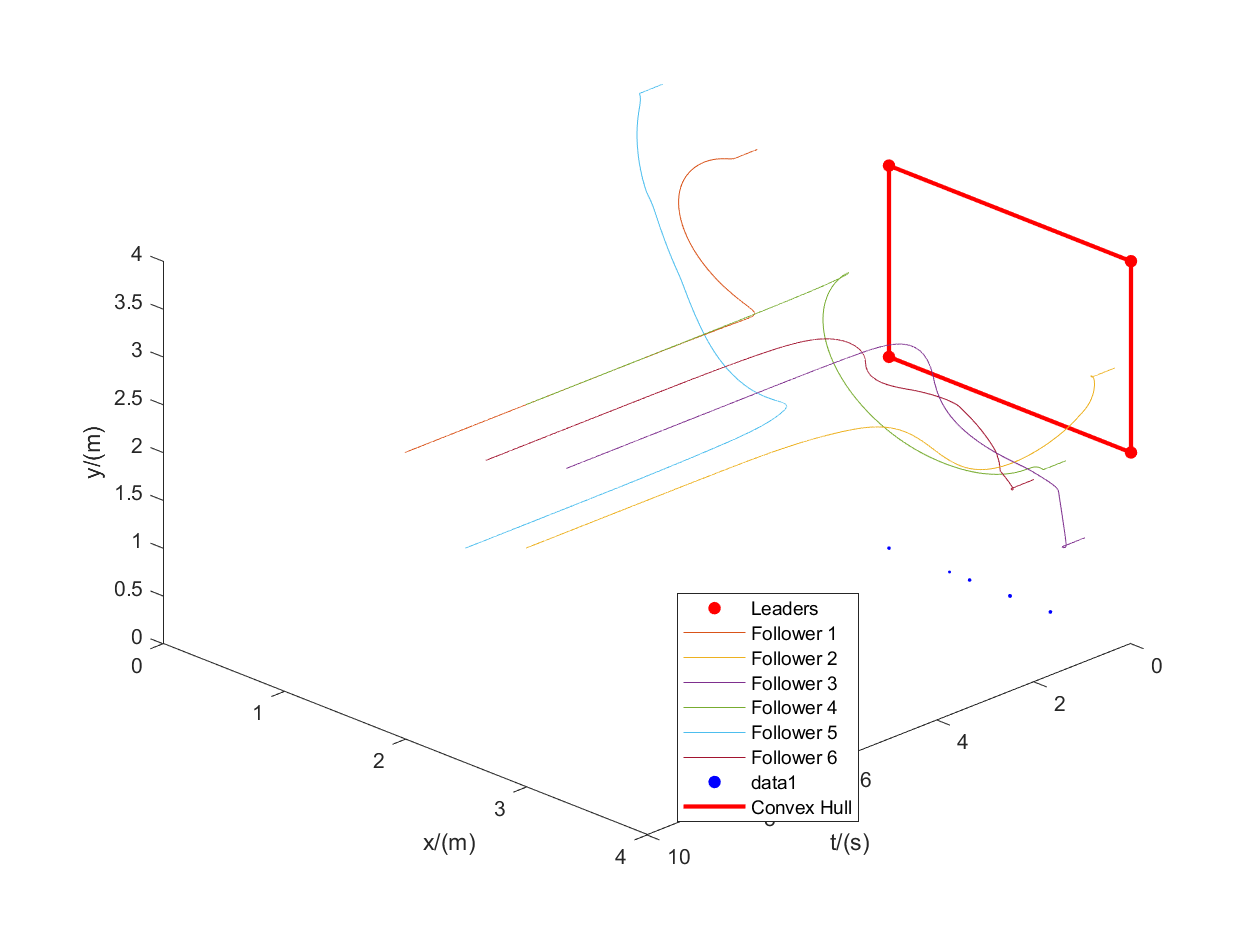 4
3.5
3
2.5
2
1.5
1
0.5
0
y/(m)
0
1
2
3
4
x/(m)
10
6
4
2
0
t/(s)
Leaders
Follower 1
Follower 2
Follower 3
Follower 4
Follower 5
Follower 6
data1
Convex Hull